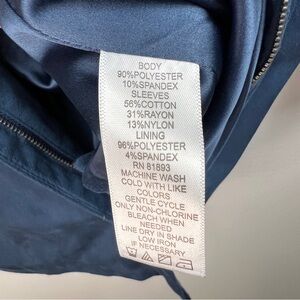 BODY
90%POLYESTER
10%SPANDEX
SLEEVES
56%COTTON
31%RAYON
13%NYLON
LINING
96%POLYESTER
4%SPANDEX
RN 81893
MACHINE WASH
COLD WITH LIKE
COLORS
GENTLE CYCLE
ONLY NON-CHLORINE
BLEACH WHEN
NEEDED
LINE DRY IN SHADE
LOW IRON
IF NECESSARY